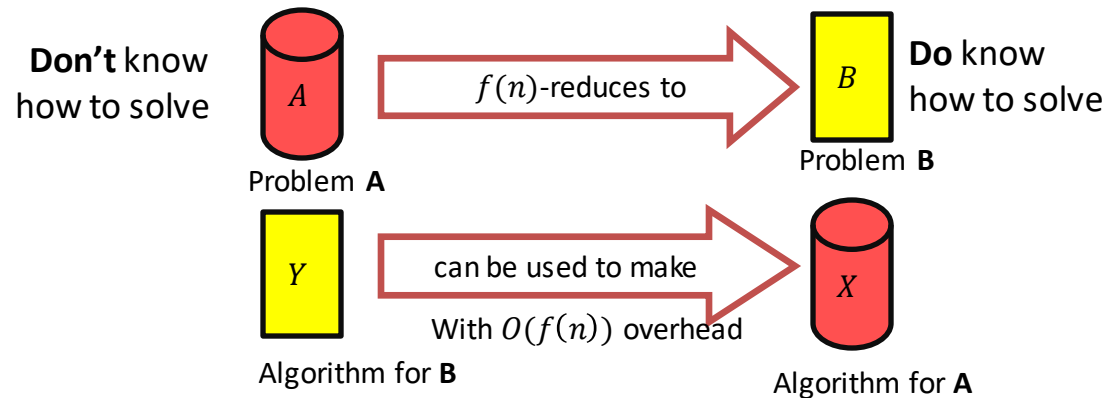 Don't know
how to solve
A
f(n)-reduces to
B
Do know
how to solve
Problem A
Problem B
Y
can be used to make
With O(f(n)) overhead
X
Algorithm for B
Algorithm for A